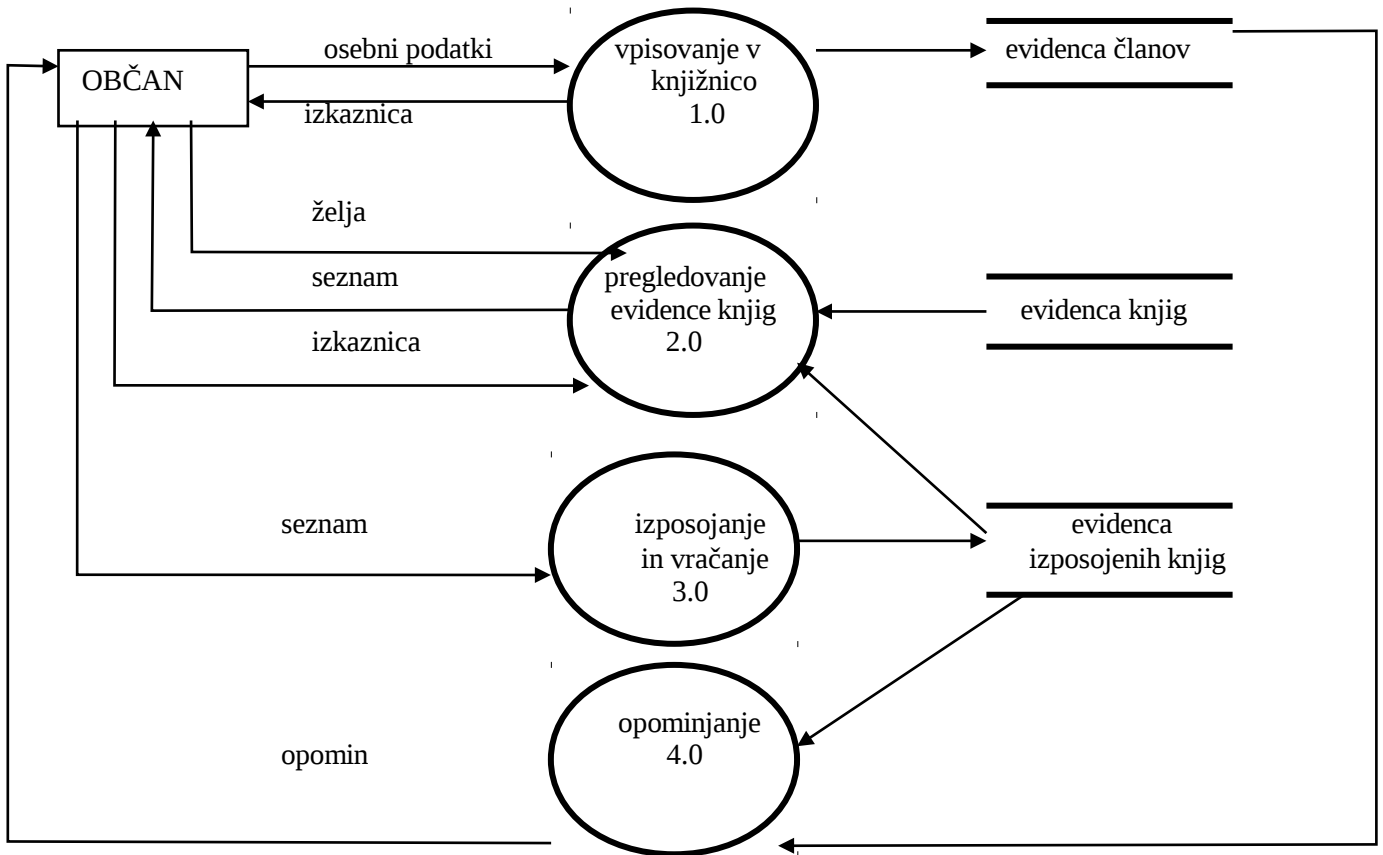 osebni podatki
OBČAN
izkaznica
vpisovanje v
knjižnico
1.0
evidenca članov
želja
seznam
izkaznica
pregledovanje
evidence knjig
2.0
evidenca knjig
seznam
izposojanje
in vračanje
3.0
evidenca
izposojenih knjig
opomin
opominjanje
4.0